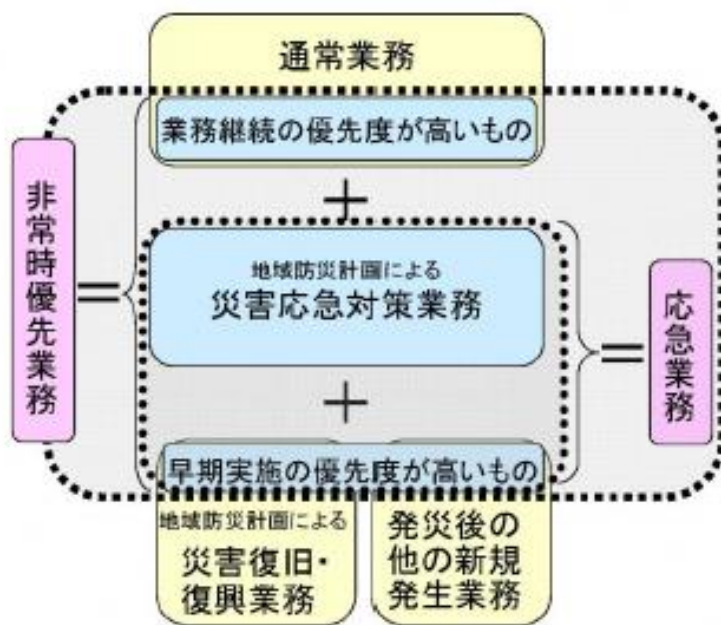 通常業務
業務継続の優先度が高いもの
+
非常時優先業務
=
地域防災計画による
災害応急対策業務
=
応急業務
+
早期実施の優先度が高いもの
地域防災計画による
災害復旧・
復興業務
発災後の
他の新規
発生業務